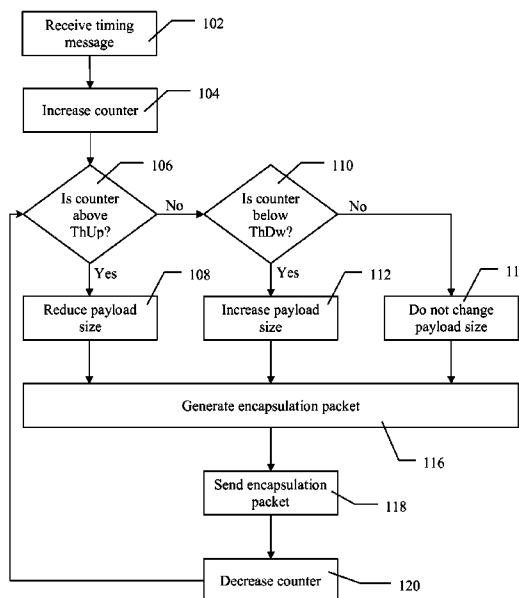 Receive timing
message
102
Increase counter
104
106
110
Is counter
above
ThUp?
No
Is counter
below
ThDw?
No
Yes
108
Yes
112
11
Reduce payload
size
Increase payload
size
Do not change
payload size
Generate encapsulation packet
116
Send encapsulation
packet
118
Decrease counter
120